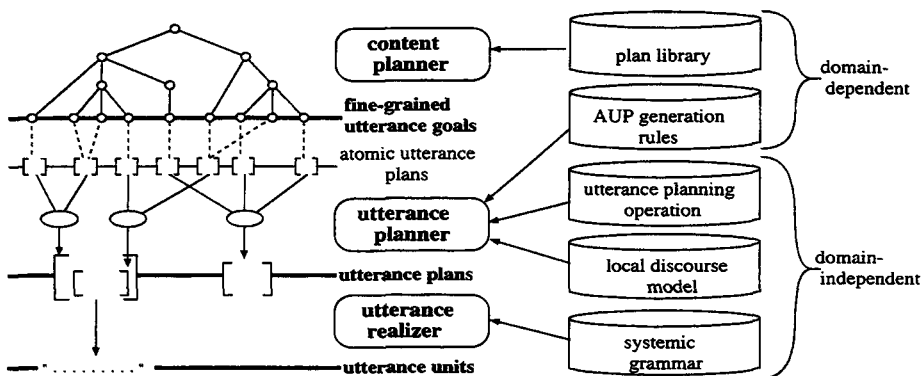 content
planner
plan library
domain-
dependent
fine-grained
utterance goals
AUP generation
rules
atomic utterance
plans
utterance
planner
utterance planning
operation
utterance plans
local discourse
model
domain-
independent
utterance
realizer
systemic
grammar
"........"
utterance units